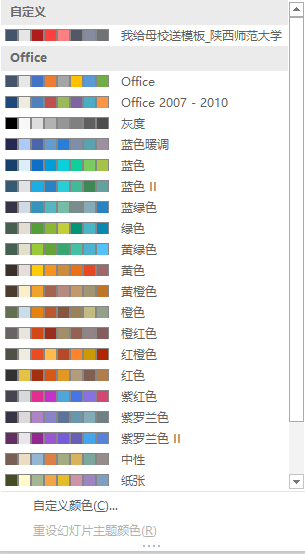 自定义
我给母校送模板_陕西师范大学
Office
Office
Office 2007 - 2010
灰度
蓝色暖调
蓝色
蓝色 II
蓝绿色
绿色
黄绿色
黄色
黄橙色
橙色
橙红色
红橙色
红色
紫红色
紫罗兰色
紫罗兰色 II
中性
纸张
自定义颜色(C)...
重设幻灯片主题颜色(R)